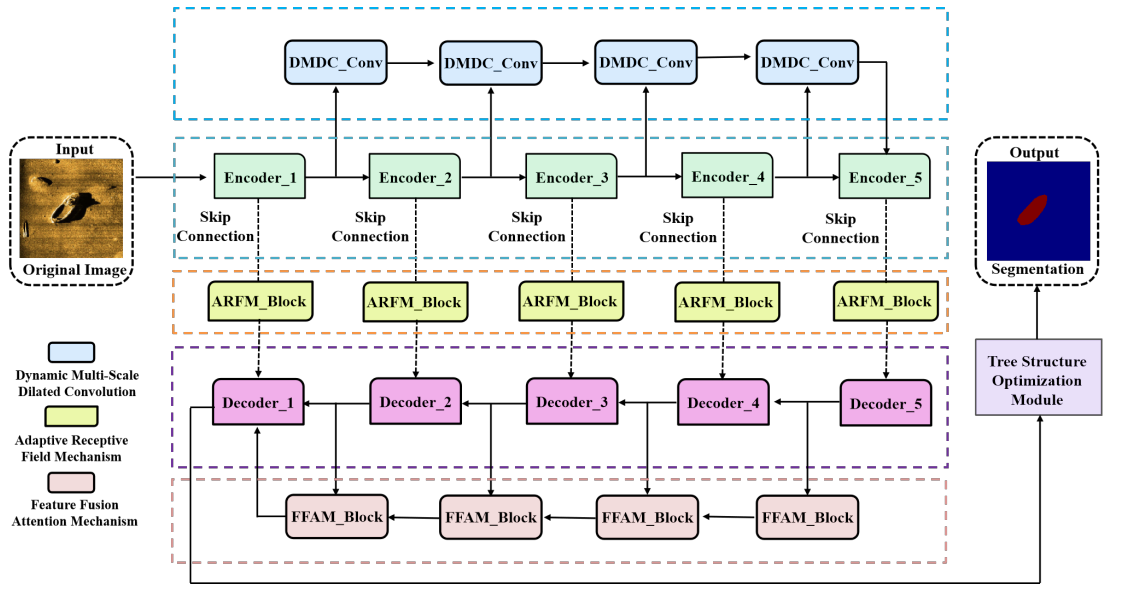 DMDC_Conv
DMDC_Conv
DMDC_Conv
DMDC_Conv
Input
Original Image
Encoder_1
Encoder_2
Encoder_3
Encoder_4
Encoder_5
Skip
Connection
Skip
Connection
Skip
Connection
Skip
Connection
Skip
Connection
Output
Segmentation
ARFM_Block
ARFM_Block
ARFM_Block
ARFM_Block
ARFM_Block
Dynamic Multi-Scale
Dilated Convolution
Adaptive Receptive
Field Mechanism
Feature Fusion
Attention Mechanism
Decoder_1
Decoder_2
Decoder_3
Decoder_4
Decoder_5
Tree Structure
Optimization
Module
FFAM_Block
FFAM_Block
FFAM_Block
FFAM_Block